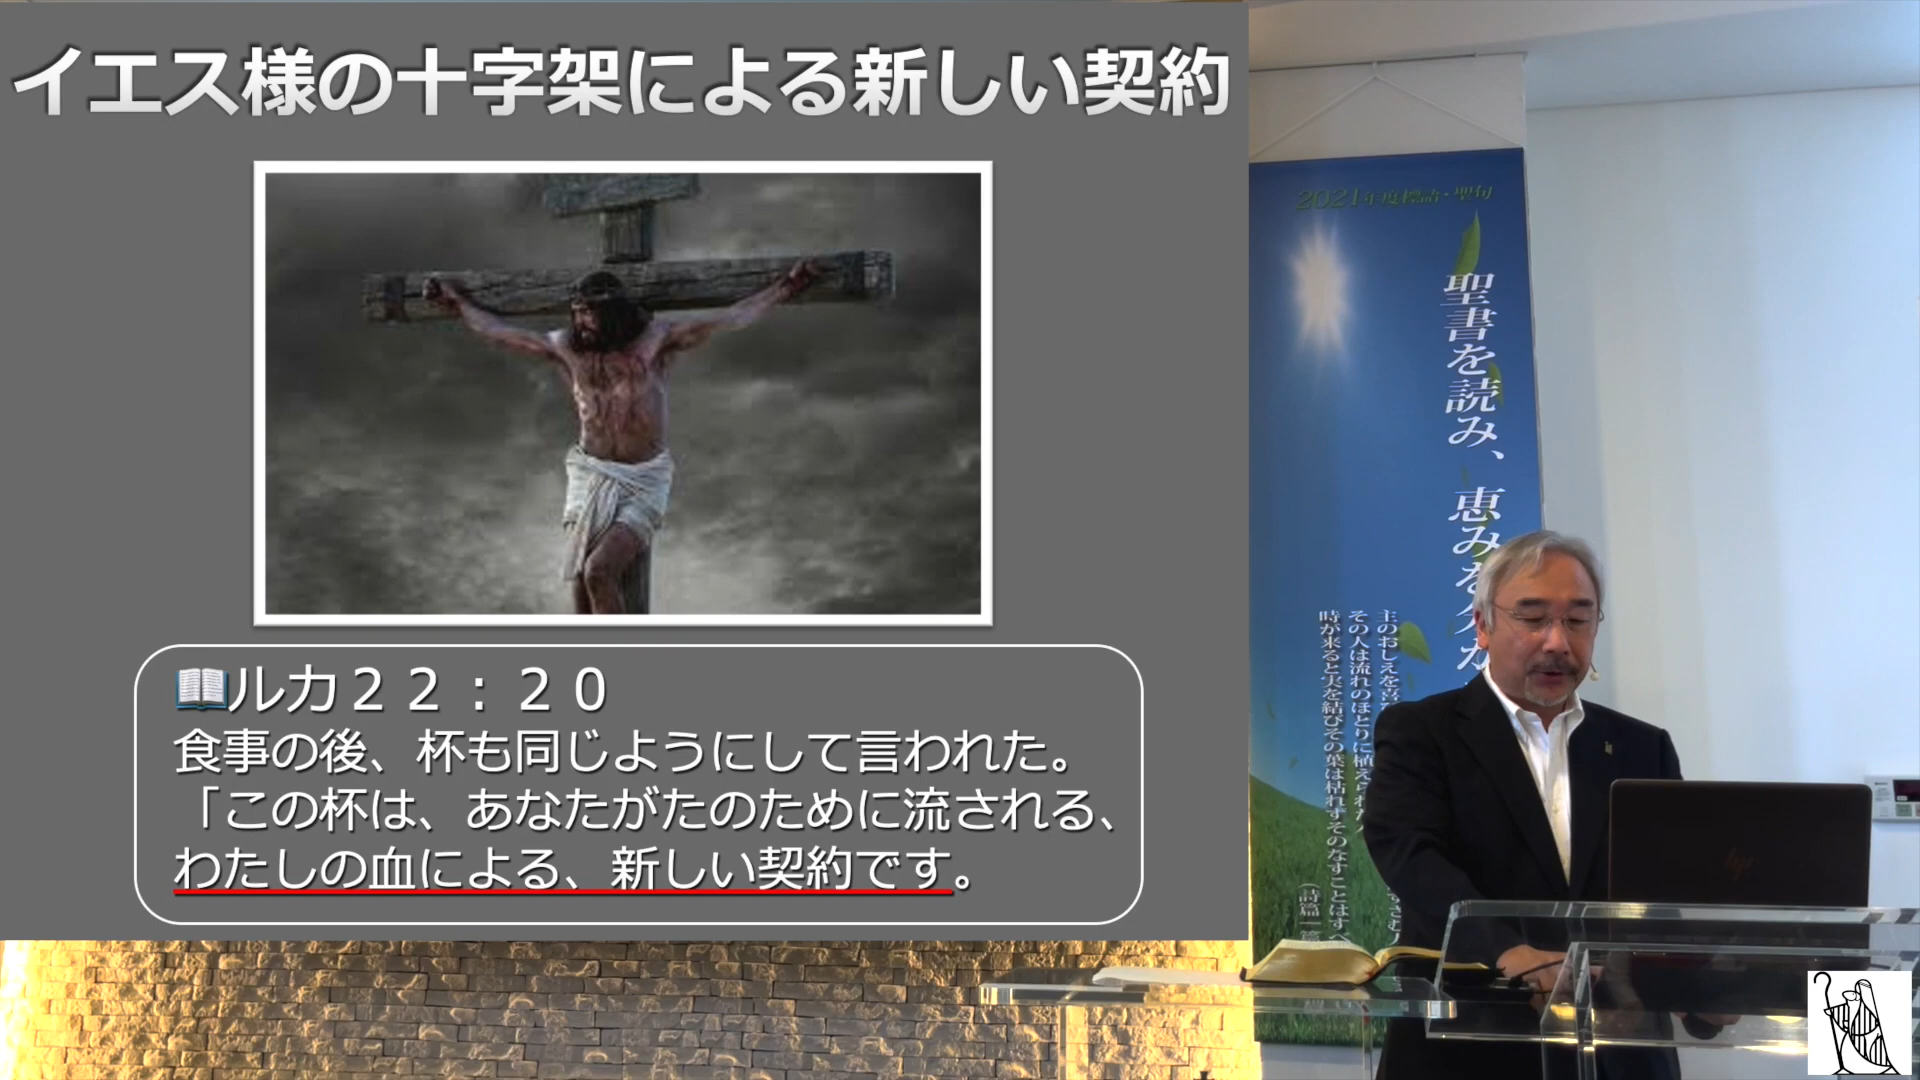 イエス様の十字架による新しい契約
ルカ22:20
食事の後、杯も同じようにして言われた。
「この杯は、あなたがたのために流される、
わたしの血による、新しい契約です。
2021年度標語・聖句
聖書を読み、恵みを
主のおしえを喜び
その人は流れのほとりに植えられた
時が来ると実を結びその葉は枯れずそのなすことはすべ
(詩篇一篇
hp